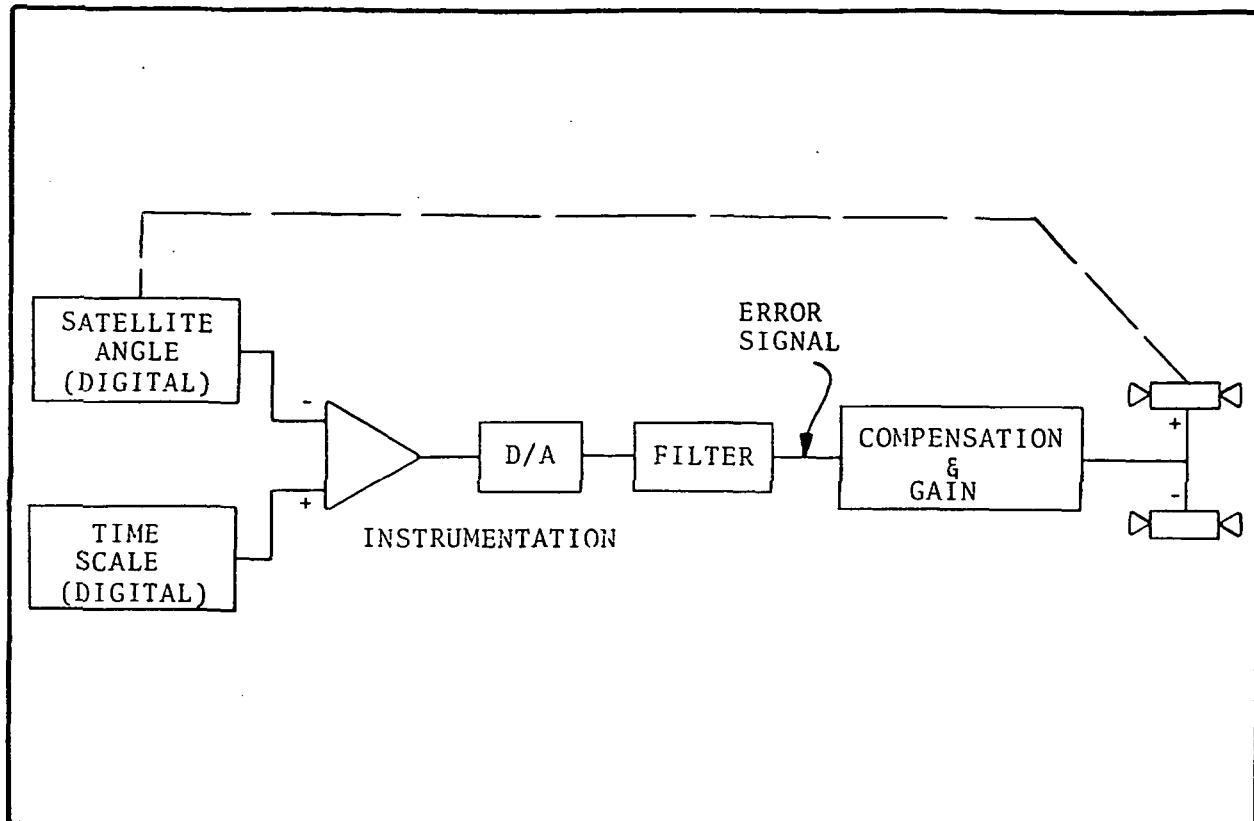 SATELLITE
ANGLE
(DIGITAL)
-
TIME
SCALE
(DIGITAL)
+
INSTRUMENTATION
D/A
FILTER
ERROR
SIGNAL
COMPENSATION
&
GAIN
+
-